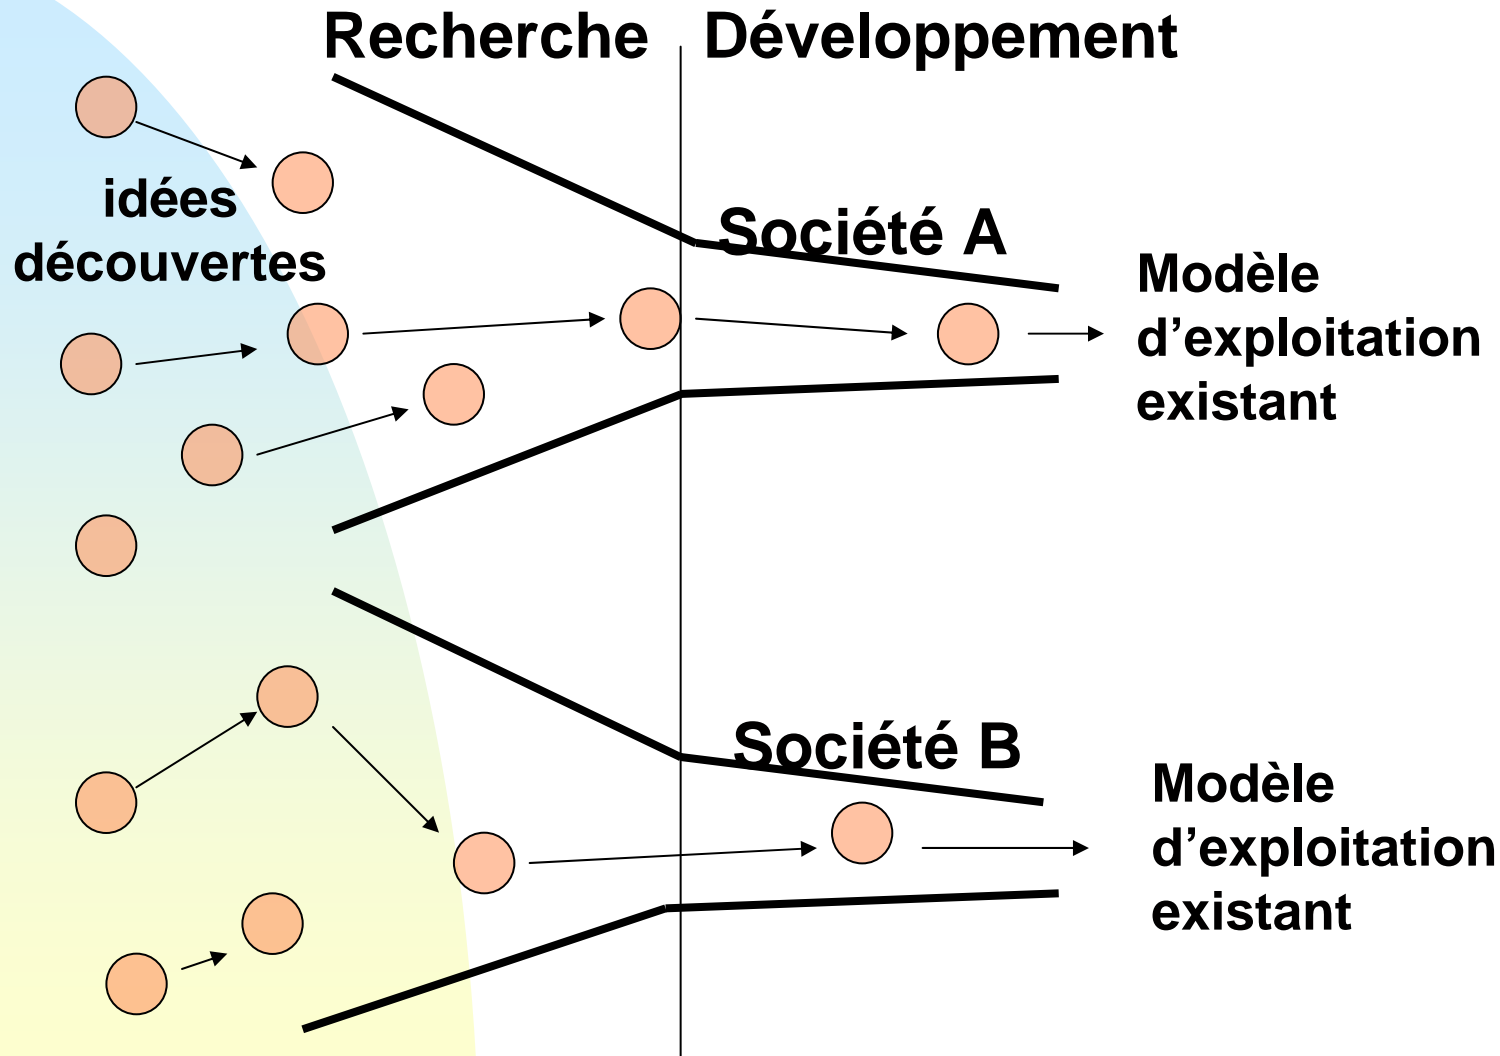 Recherche
Développement
idées
découvertes
Société A
Modèle
d’exploitation
existant
Société B
Modèle
d’exploitation
existant